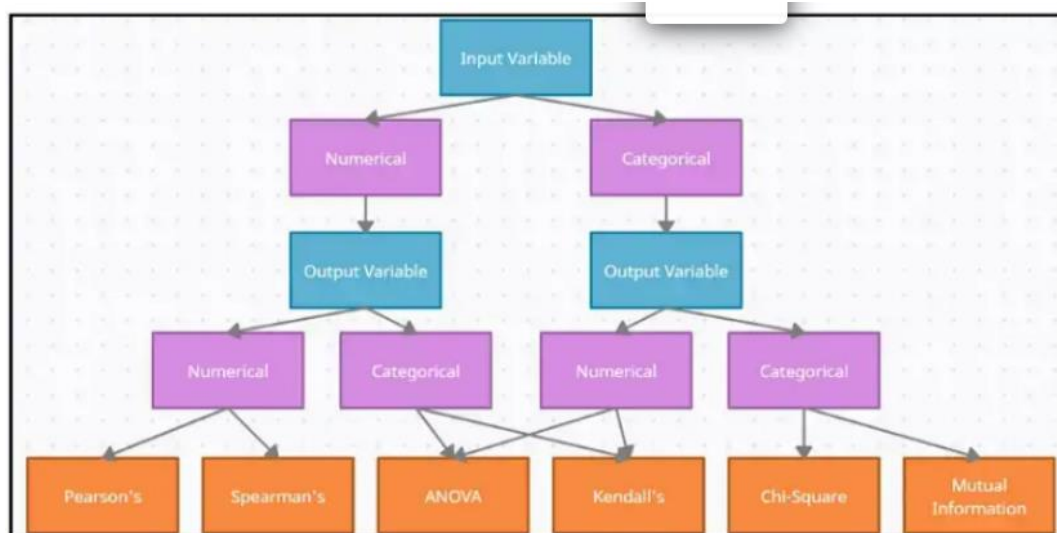 Input Variable
Numerical
Categorical
Output Variable
Output Variable
Numerical
Categorical
Numerical
Categorical
Pearson's
Spearman's
ANOVA
Kendall's
Chi-Square
Mutual
Information